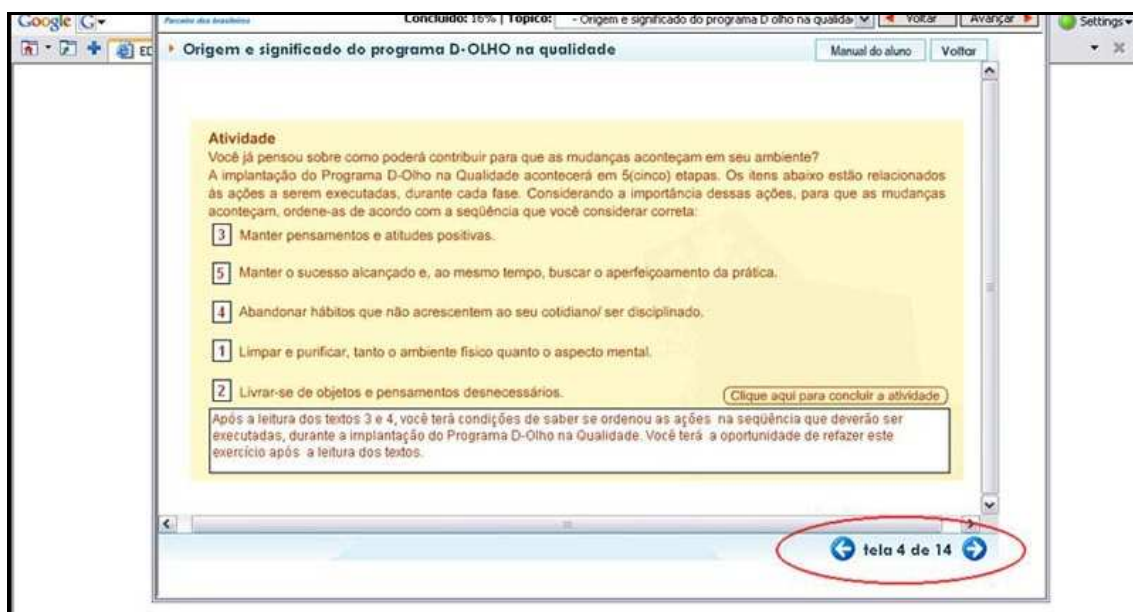 Google G
Parceiro dos brasileiros
Concluído: 16% | Tópico: - Origem e significado do programa D olho na qualida
Voltar
Avançar
Settings
Origem e significado do programa D-OLHO na qualidade
Manual do aluno
Voltar
Atividade
Você já pensou sobre como poderá contribuir para que as mudanças aconteçam em seu ambiente?
A implantação do Programa D-Olho na Qualidade acontecerá em 5(cinco) etapas. Os itens abaixo estão relacionados
às ações a serem executadas, durante cada fase. Considerando a importância dessas ações, para que as mudanças
aconteçam, ordene-as de acordo com a seqüência que você considerar correta:
3 Manter pensamentos e atitudes positivas.
5 Manter o sucesso alcançado e, ao mesmo tempo, buscar o aperfeiçoamento da prática.
4 Abandonar hábitos que não acrescentem ao seu cotidiano/ ser disciplinado.
1 Limpar e purificar, tanto o ambiente físico quanto o aspecto mental.
2 Livrar-se de objetos e pensamentos desnecessários.
Clique aqui para concluir a atividade
Após a leitura dos textos 3 e 4, você terá condições de saber se ordenou as ações na seqüência que deverão ser
executadas, durante a implantação do Programa D-Olho na Qualidade. Você terá a oportunidade de refazer este
exercício após a leitura dos textos.
tela 4 de 14